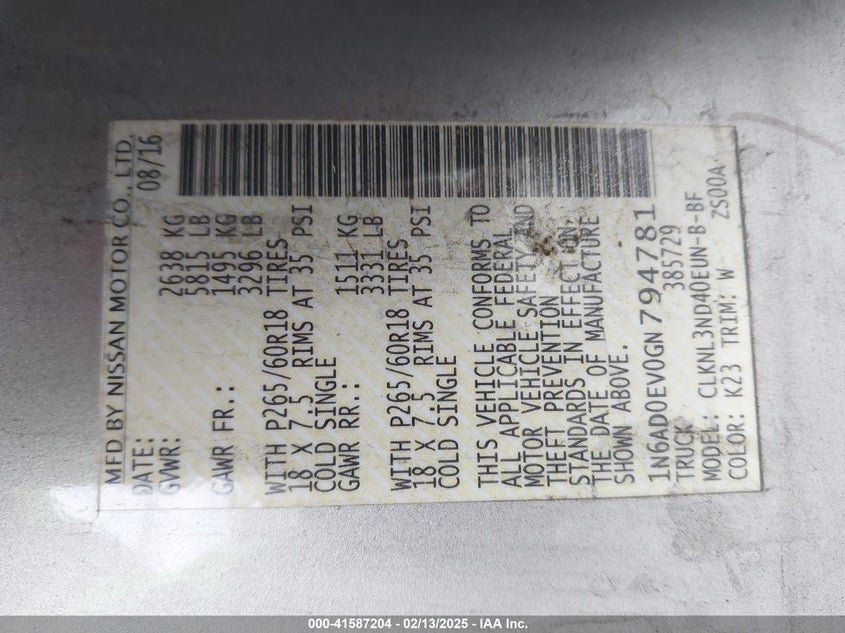 MFD BY NISSAN MOTOR CO., LTD.
DATE: 08/16
GVWR: 2638 KG
5815 LB
GAWR FR.: 1495 KG
3296 LB
WITH P265/60R18 TIRES
18 X 7.5 RIMS AT 35 PSI
COLD SINGLE
GAWR RR.: 1511 KG
3331 LB
WITH P265/60R18 TIRES
18 X 7.5 RIMS AT 35 PSI
COLD SINGLE
THIS VEHICLE CONFORMS TO
ALL APPLICABLE FEDERAL
MOTOR VEHICLE SAFETY AND
THEFT PREVENTION
STANDARDS IN EFFECT ON
THE DATE OF MANUFACTURE
SHOWN ABOVE.
1N6AD0EV0GN794781
TRUCK 385729
MODEL: CLKNL3ND40EUN-B-BF
COLOR: K23 TRIM: W ZS00A
000-41587204 - 02/13/2025 - IAA Inc.